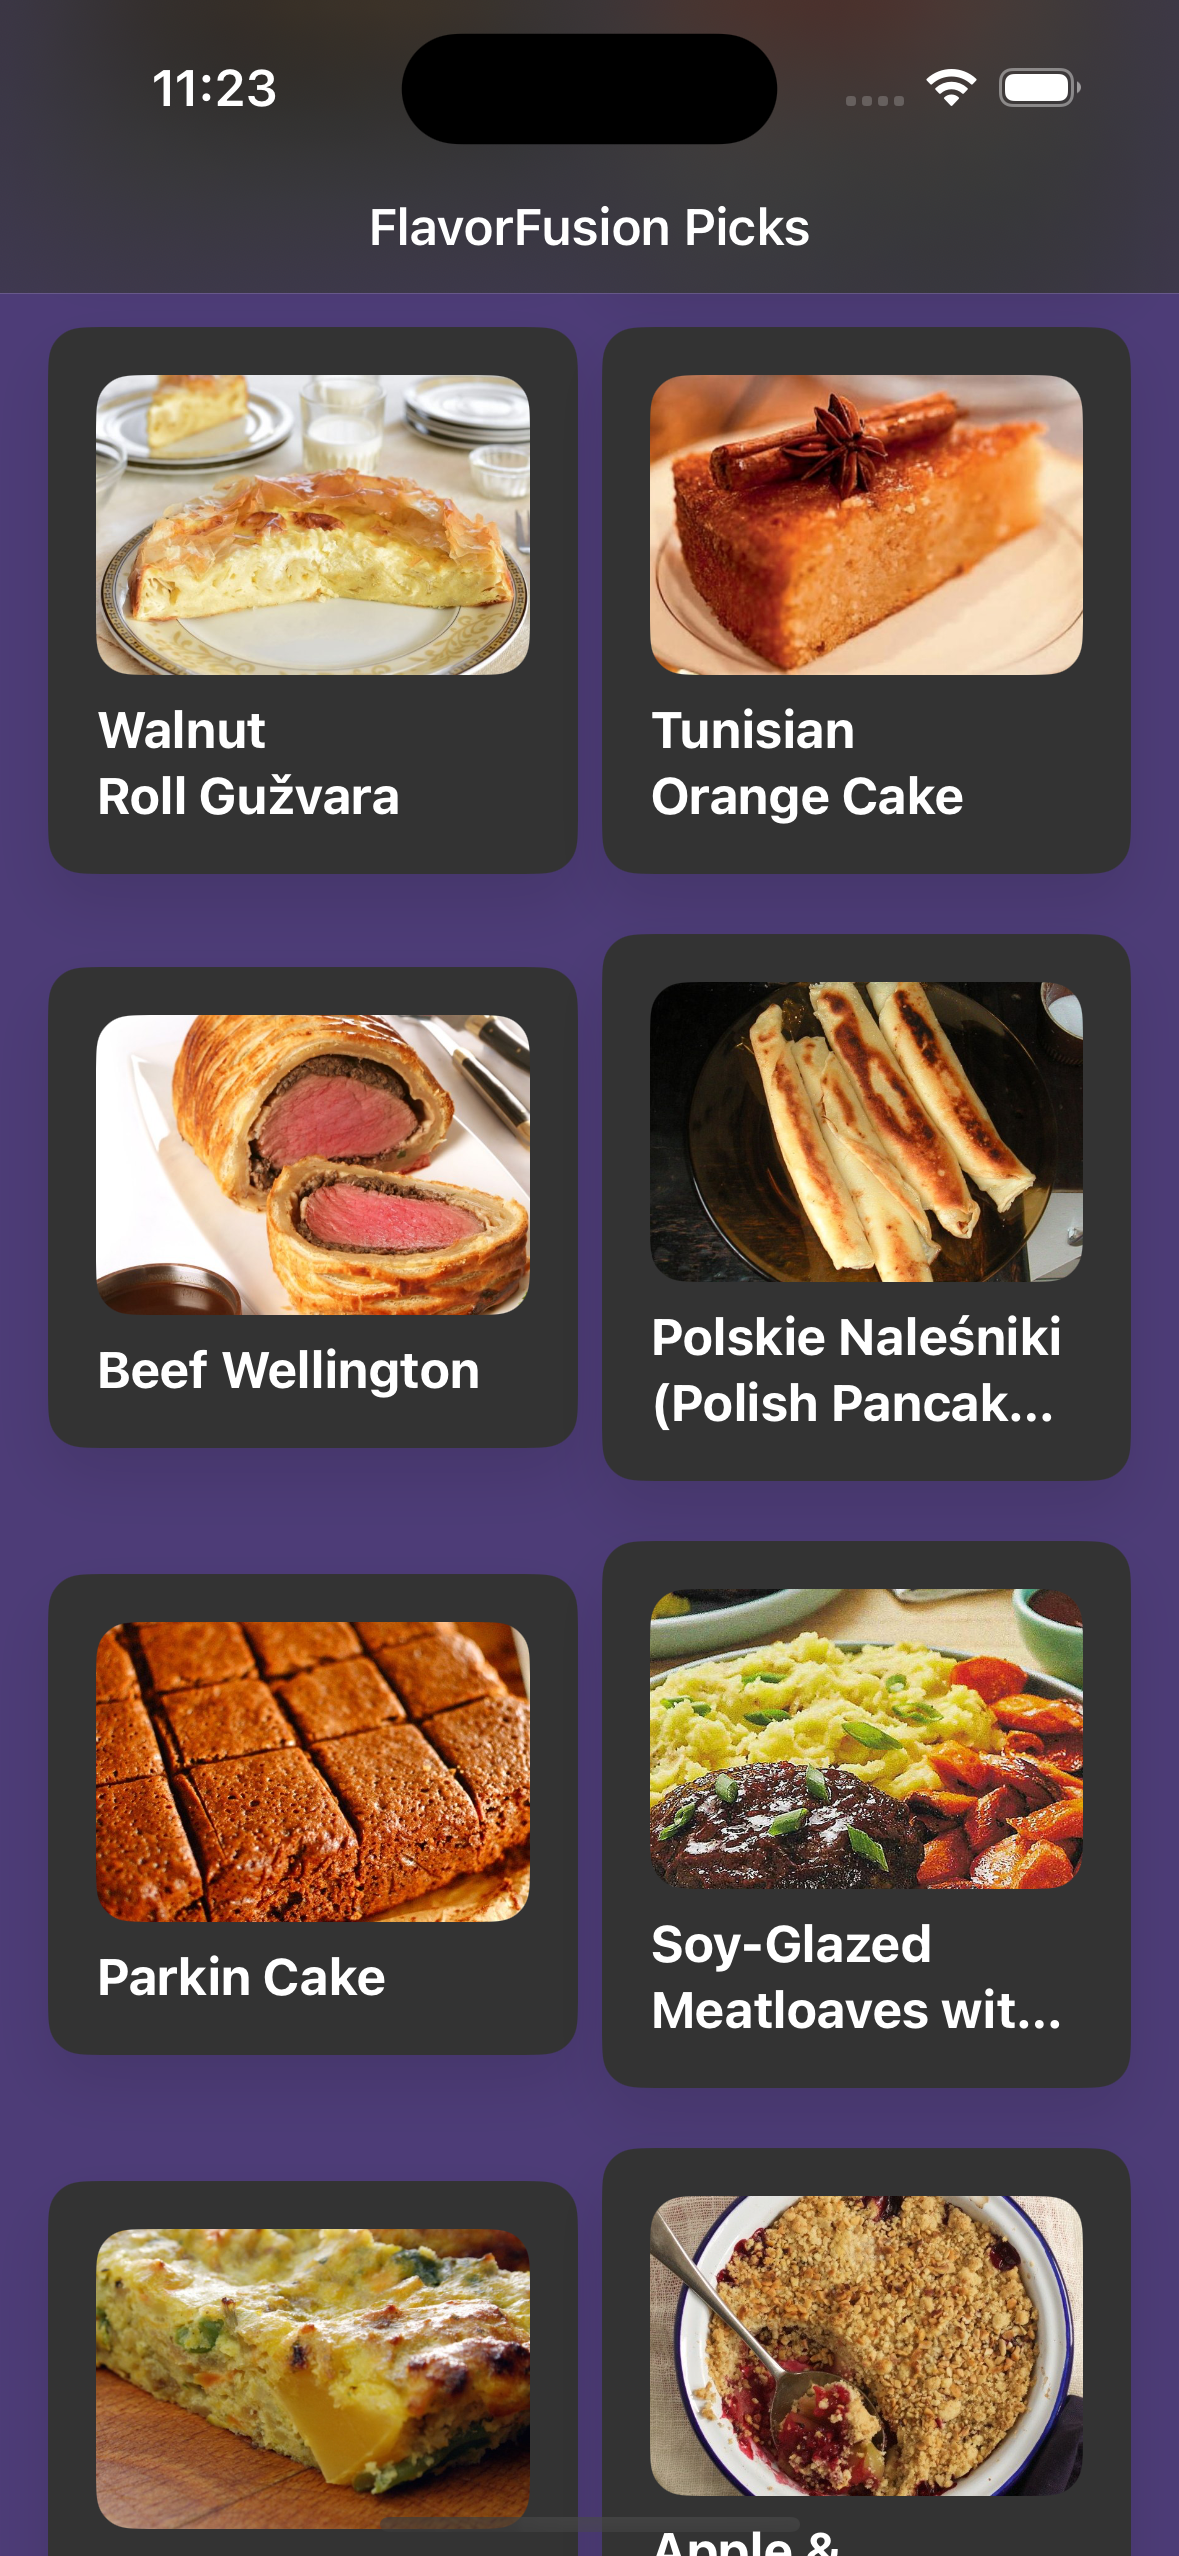 11:23
FlavorFusion Picks
Walnut
Roll Gužvara
Tunisian
Orange Cake
Beef Wellington
Polskie Naleśniki
(Polish Pancak...
Parkin Cake
Soy-Glazed
Meatloaves wit...
Apple &